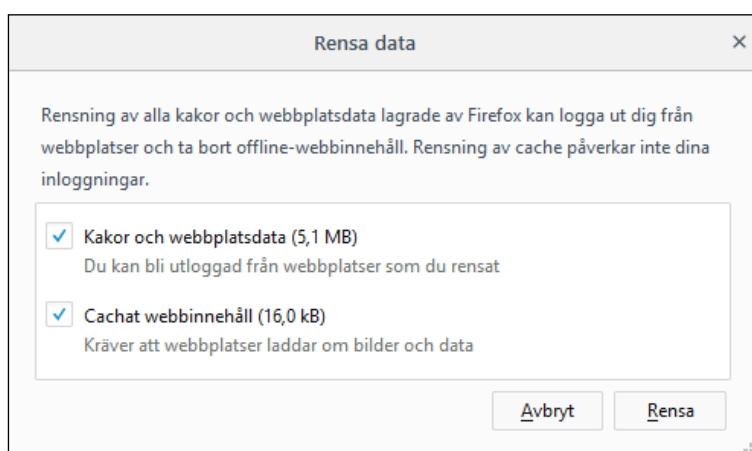 Rensa data
Rensning av alla kakor och webbplatsdata lagrade av Firefox kan logga ut dig från
webbplatser och ta bort offline-webbinnehåll. Rensning av cache påverkar inte dina
inloggningar.
Kakor och webbplatsdata (5,1 MB)
Du kan bli utloggad från webbplatser som du rensat
Cachat webbinnehåll (16,0 kB)
Kräver att webbplatser laddar om bilder och data
Avbryt Rensa